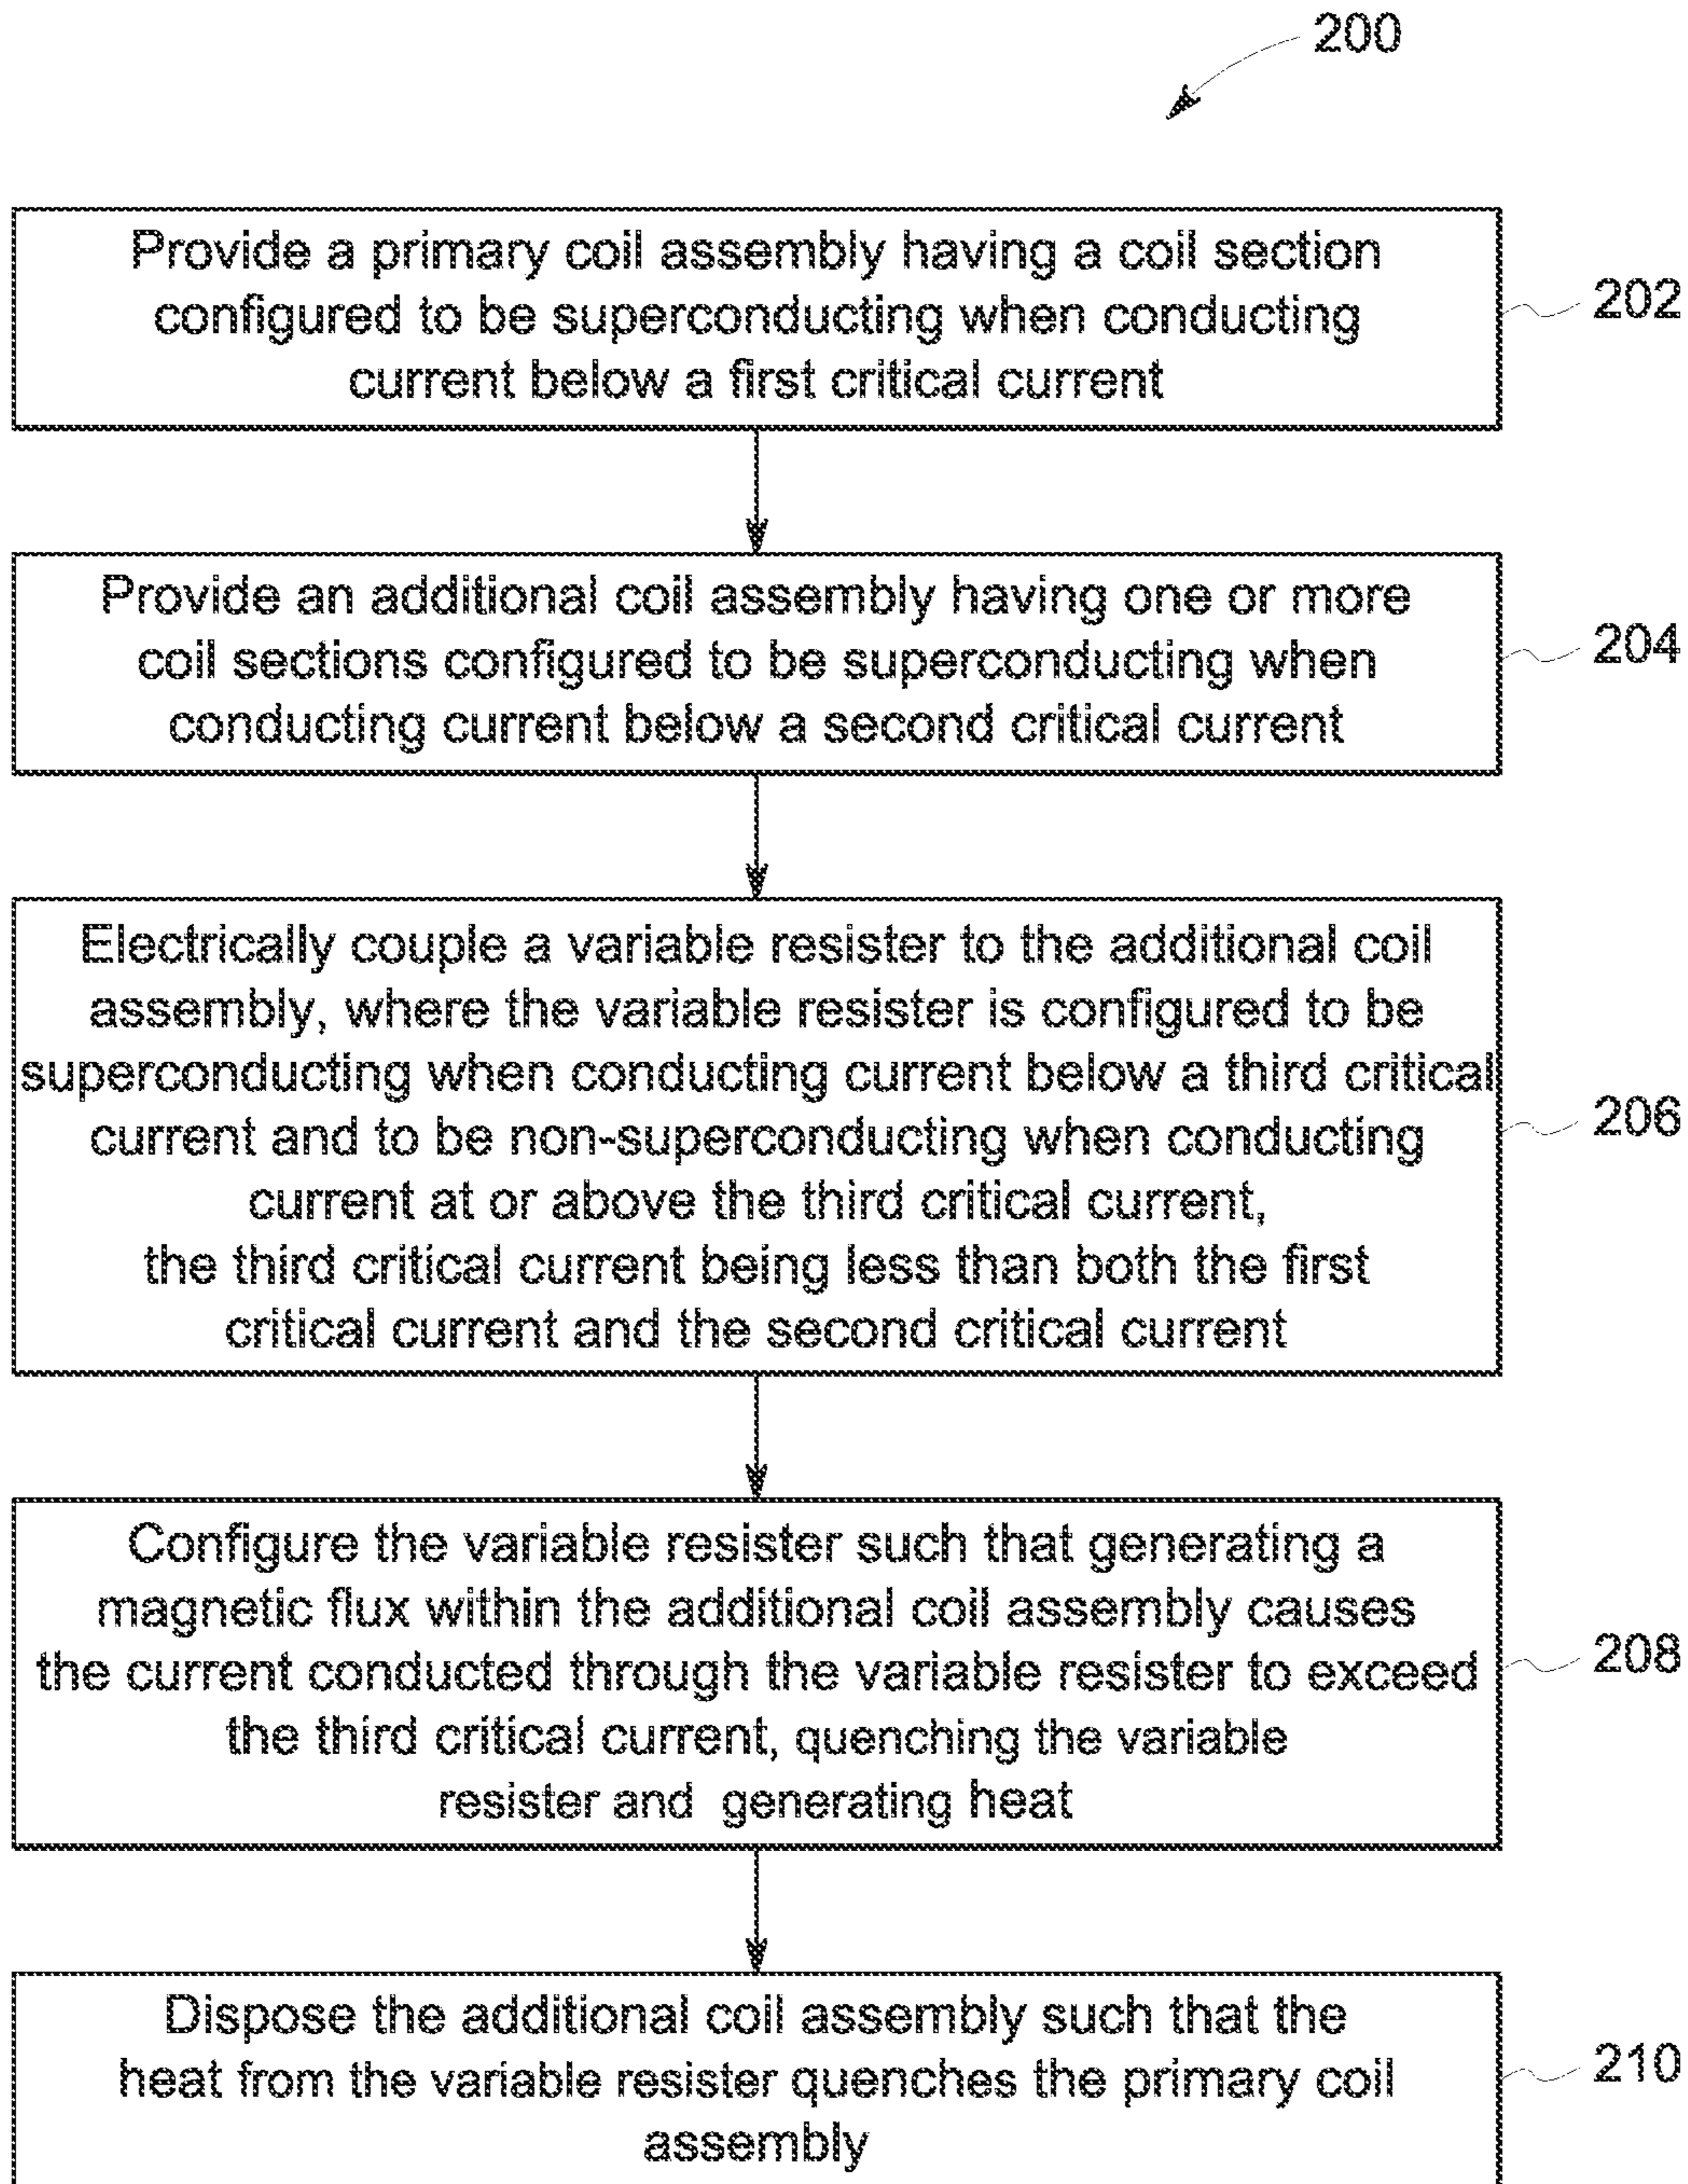 200
Provide a primary coil assembly having a coil section
configured to be superconducting when conducting
current below a first critical current
202
Provide an additional coil assembly having one or more
coil sections configured to be superconducting when
conducting current below a second critical current
204
Electrically couple a variable resister to the additional coil
assembly, where the variable resister is configured to be
superconducting when conducting current below a third critical
current and to be non-superconducting when conducting
current at or above the third critical current,
the third critical current being less than both the first
critical current and the second critical current
206
Configure the variable resister such that generating a
magnetic flux within the additional coil assembly causes
the current conducted through the variable resister to exceed
the third critical current, quenching the variable
resister and generating heat
208
Dispose the additional coil assembly such that the
heat from the variable resister quenches the primary coil
assembly
210